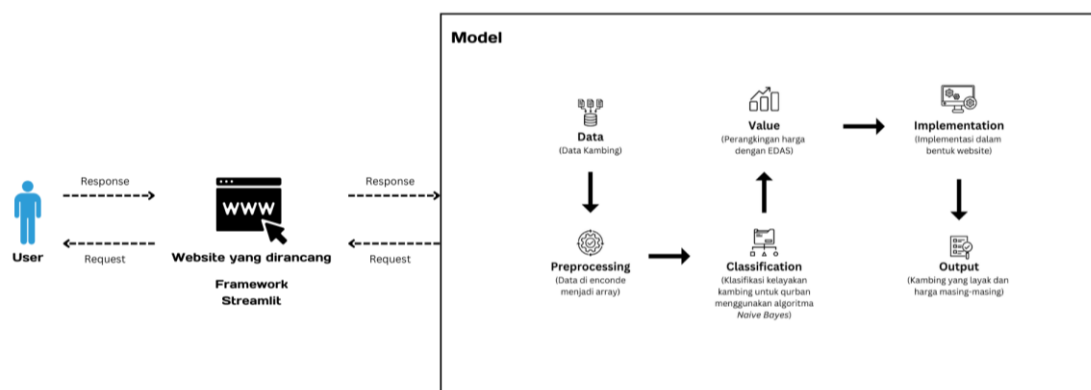 Model
Data
(Data Kambing)
Value
(Perangkingan harga
dengan EDAS)
Implementation
(Implementasi dalam
bentuk website)
Response
Response
WWW
Request
Request
User
Website yang dirancang
Framework
Streamlit
Preprocessing
(Data di enconde
menjadi array)
Classification
(Klasifikasi kelayakan
kambing untuk qurban
menggunakan algoritma
Naive Bayes)
Output
(Kambing yang layak dan
harga masing-masing)